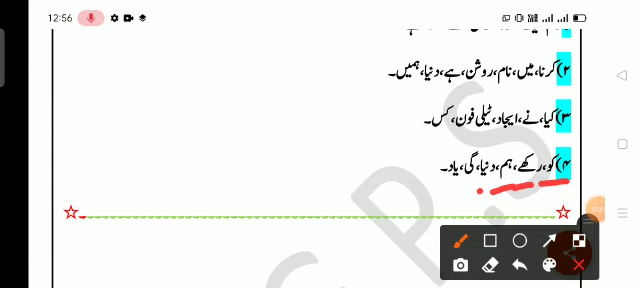 12:56
۲) کرنا، میں، نام، روشن، ہے، دنیا، ہمیں۔
۳) کیا، نے، ایجاد، ٹیلی فون، کس۔
۴) کو، رکھے، ہم، دنیا، گی، یاد۔
P.S